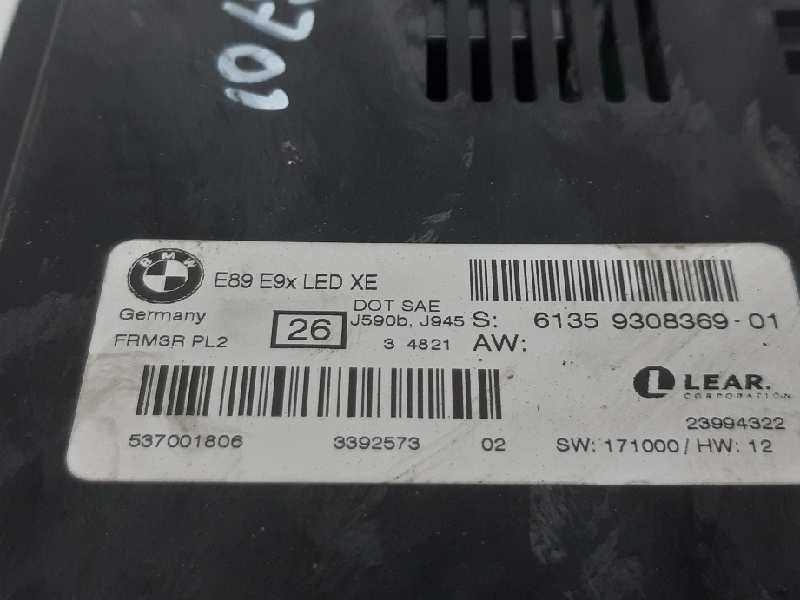 BMW
E89 E9x LED XE
Germany
FRM3R PL2
26
DOT SAE
J590b, J945
3 4821
S: 6135 9308369-01
AW:
LEAR.
CORPORATION
537001806 3392573 02
23994322
SW: 171000/ HW: 12